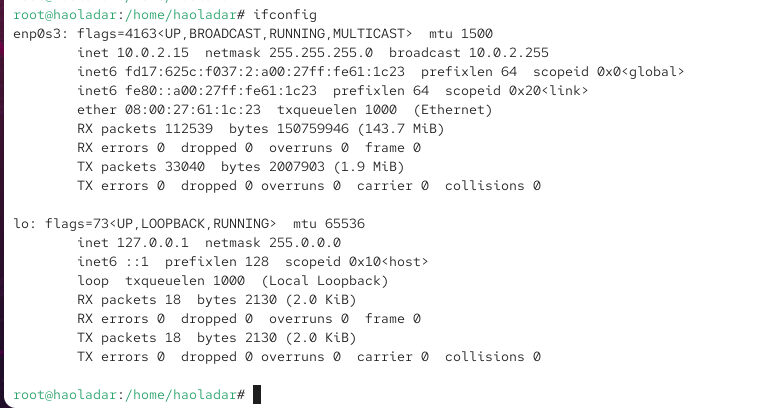 root@haoladar:/home/haoladar# ifconfig
enp0s3: flags=4163<UP,BROADCAST,RUNNING,MULTICAST>  mtu 1500
        inet 10.0.2.15  netmask 255.255.255.0  broadcast 10.0.2.255
        inet6 fd17:625c:f037:2:a00:27ff:fe61:1c23  prefixlen 64  scopeid 0x0<global>
        inet6 fe80::a00:27ff:fe61:1c23  prefixlen 64  scopeid 0x20<link>
        ether 08:00:27:61:1c:23  txqueuelen 1000  (Ethernet)
        RX packets 112539  bytes 150759946 (143.7 MiB)
        RX errors 0  dropped 0  overruns 0  frame 0
        TX packets 33040  bytes 2007903 (1.9 MiB)
        TX errors 0  dropped 0 overruns 0  carrier 0  collisions 0

lo: flags=73<UP,LOOPBACK,RUNNING>  mtu 65536
        inet 127.0.0.1  netmask 255.0.0.0
        inet6 ::1  prefixlen 128  scopeid 0x10<host>
        loop  txqueuelen 1000  (Local Loopback)
        RX packets 18  bytes 2130 (2.0 KiB)
        RX errors 0  dropped 0  overruns 0  frame 0
        TX packets 18  bytes 2130 (2.0 KiB)
        TX errors 0  dropped 0 overruns 0  carrier 0  collisions 0

root@haoladar:/home/haoladar#